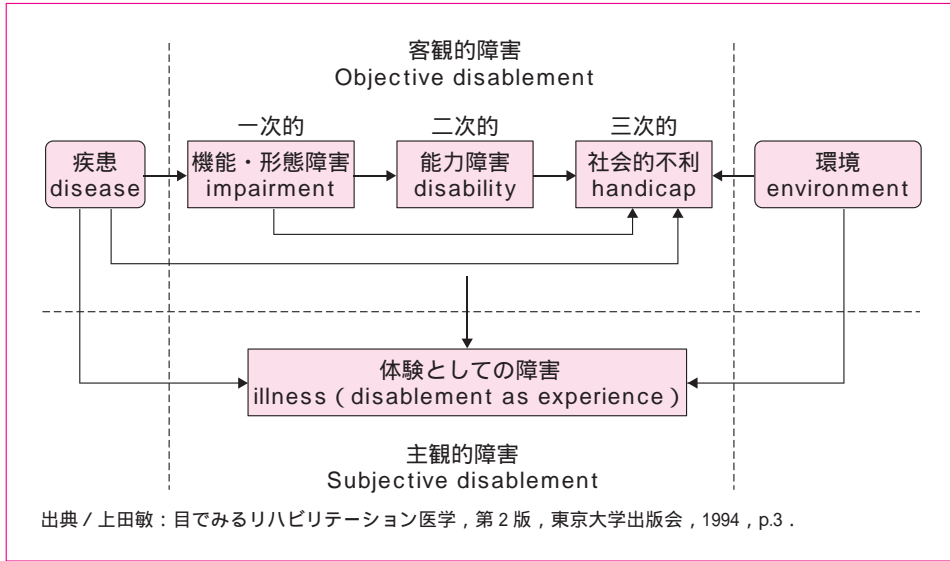 客観的障害
Objective disablement
一次的
二次的
三次的
疾患
disease
機能・形態障害
impairment
能力障害
disability
社会的不利
handicap
環境
environment
体験としての障害
illness ( disablement as experience )
主観的障害
Subjective disablement
出典 / 上田敏 : 目でみるリハビリテーション医学 , 第 2 版 , 東京大学出版会 , 1994 , p.3 .